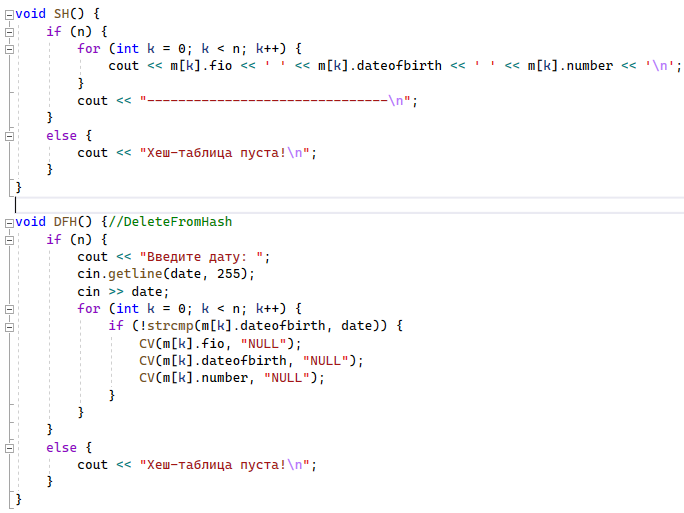 void SH() {
    if (n) {
        for (int k = 0; k < n; k++) {
            cout << m[k].fio << ' ' << m[k].dateofbirth << ' ' << m[k].number << '\n';
        }
        cout << "-------------------------------\n";
    }
    else {
        cout << "Хеш-таблица пуста!\n";
    }
}

void DFH() {//DeleteFromHash
    if (n) {
        cout << "Введите дату: ";
        cin.getline(date, 255);
        cin >> date;
        for (int k = 0; k < n; k++) {
            if (!strcmp(m[k].dateofbirth, date)) {
                CV(m[k].fio, "NULL");
                CV(m[k].dateofbirth, "NULL");
                CV(m[k].number, "NULL");
            }
        }
    }
    else {
        cout << "Хеш-таблица пуста!\n";
    }
}